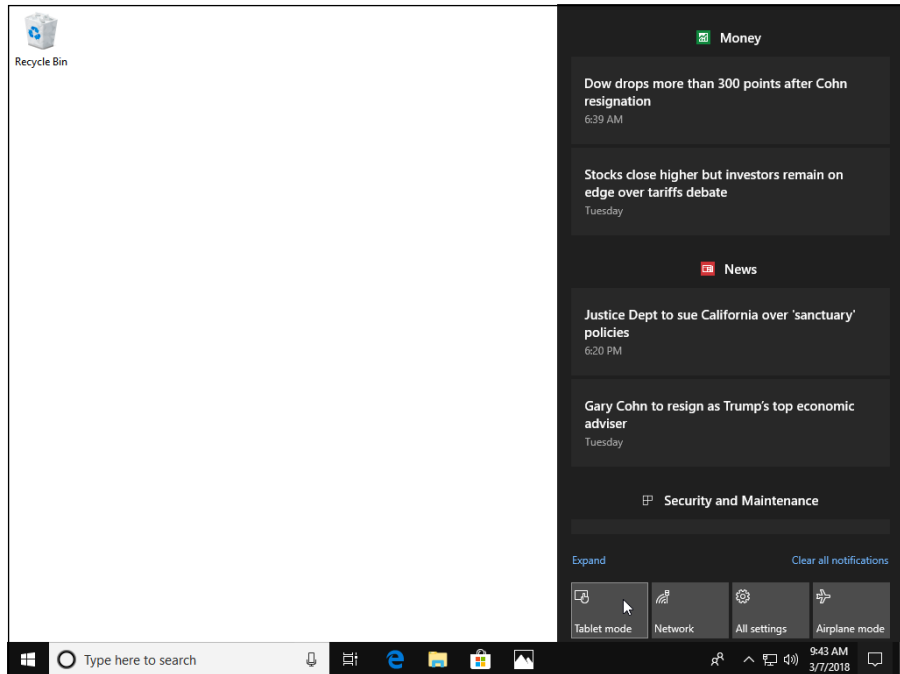 Recycle Bin
Money
Dow drops more than 300 points after Cohn
resignation
6:39 AM
Stocks close higher but investors remain on
edge over tariffs debate
Tuesday
News
Justice Dept to sue California over 'sanctuary'
policies
6:20 PM
Gary Cohn to resign as Trump's top economic
adviser
Tuesday
Security and Maintenance
Expand
Clear all notifications
Tablet mode
Network
All settings
Airplane mode
Type here to search
9:43 AM
3/7/2018